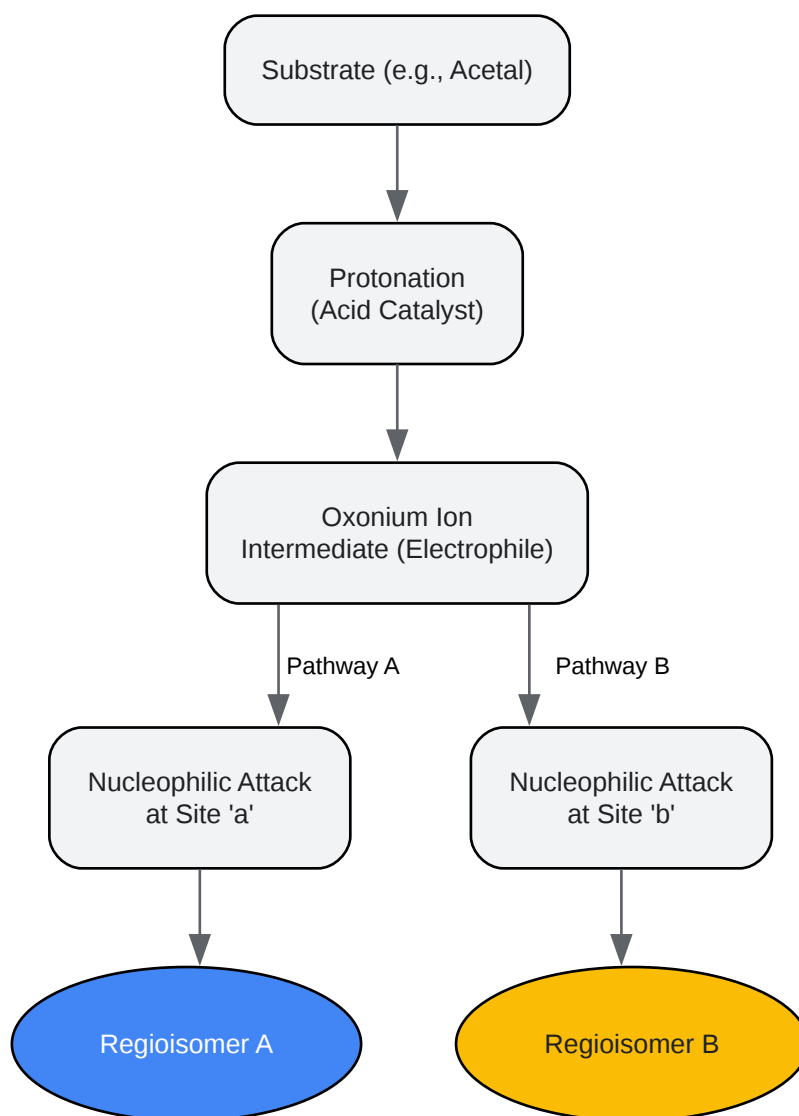 Substrate (e.g., Acetal)
Protonation
(Acid Catalyst)
Oxonium Ion
Intermediate (Electrophile)
Pathway A
Pathway B
Nucleophilic Attack
at Site 'a'
Nucleophilic Attack
at Site 'b'
Regioisomer A
Regioisomer B